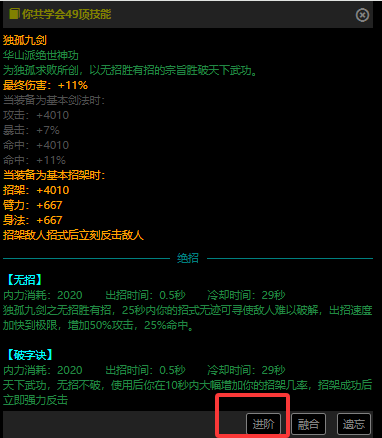 你共学会49项技能
独孤九剑
华山派绝世神功
为独孤求败所创，以无招胜有招的宗旨胜破天下武功。
最终伤害：+11%
当装备为基本剑法时：
攻击：+4010
暴击：+7%
命中：+4010
命中：+11%
当装备为基本招架时：
招架：+4010
臂力：+667
身法：+667
招架敌人招式后立刻反击敌人
绝招
【无招】
内力消耗：2020 出招时间：0.5秒 冷却时间：29秒
独孤九剑之无招胜有招，25秒内你的招式无迹可寻使敌人难以破解，出招速度
加快到极限，增加50%攻击，25%命中。
【破字诀】
内力消耗：2020 出招时间：0.5秒 冷却时间：29秒
天下武功，无招不破，使用后你在10秒内大幅增加你的招架几率，招架成功后
立即强力反击
进阶 融合 遗忘